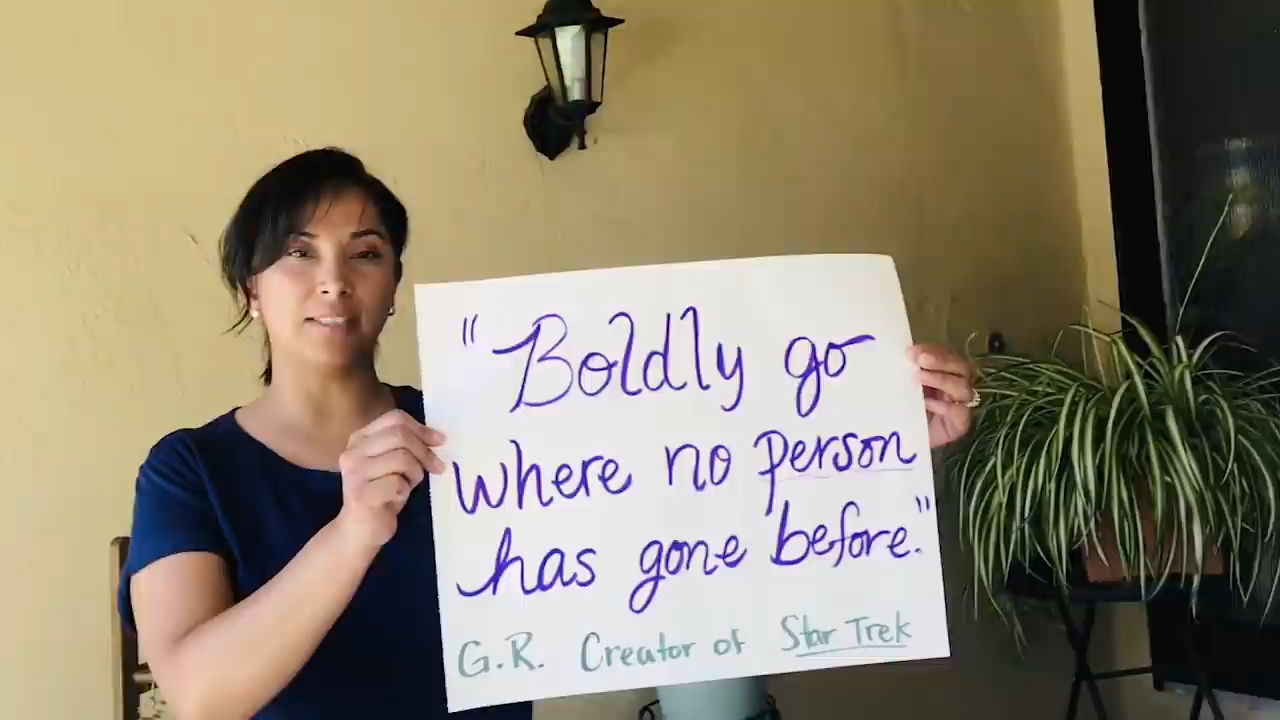 "Boldly go
where no person
has gone before."
G.R. Creator of Star Trek